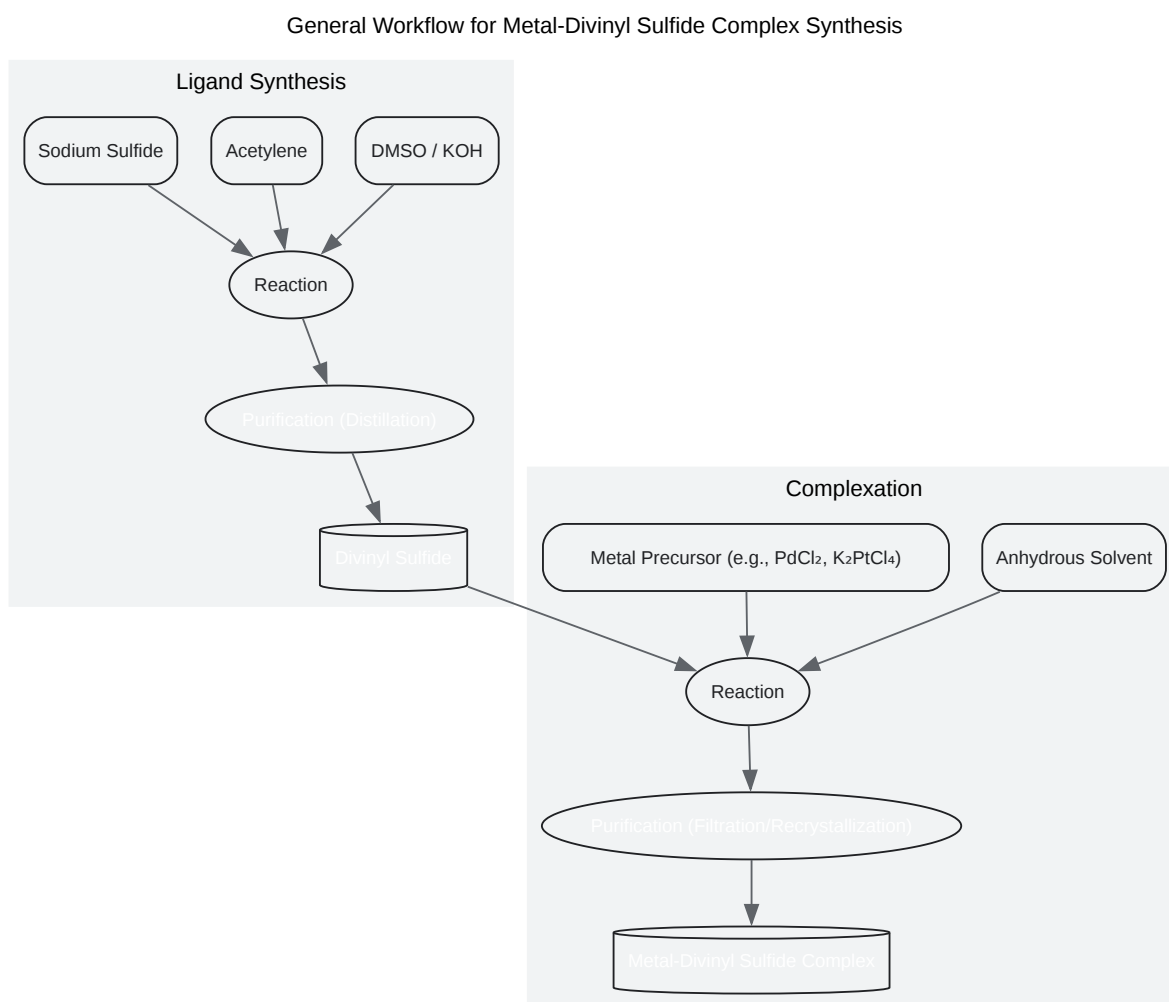 General Workflow for Metal-Divinyl Sulfide Complex Synthesis
Ligand Synthesis
Sodium Sulfide
Acetylene
DMSO / KOH
Reaction
Purification (Distillation)
Divinyl Sulfide
Complexation
Metal Precursor (e.g., PdCl₂, K₂PtCl₄)
Anhydrous Solvent
Reaction
Purification (Filtration/Recrystallization)
Metal-Divinyl Sulfide Complex